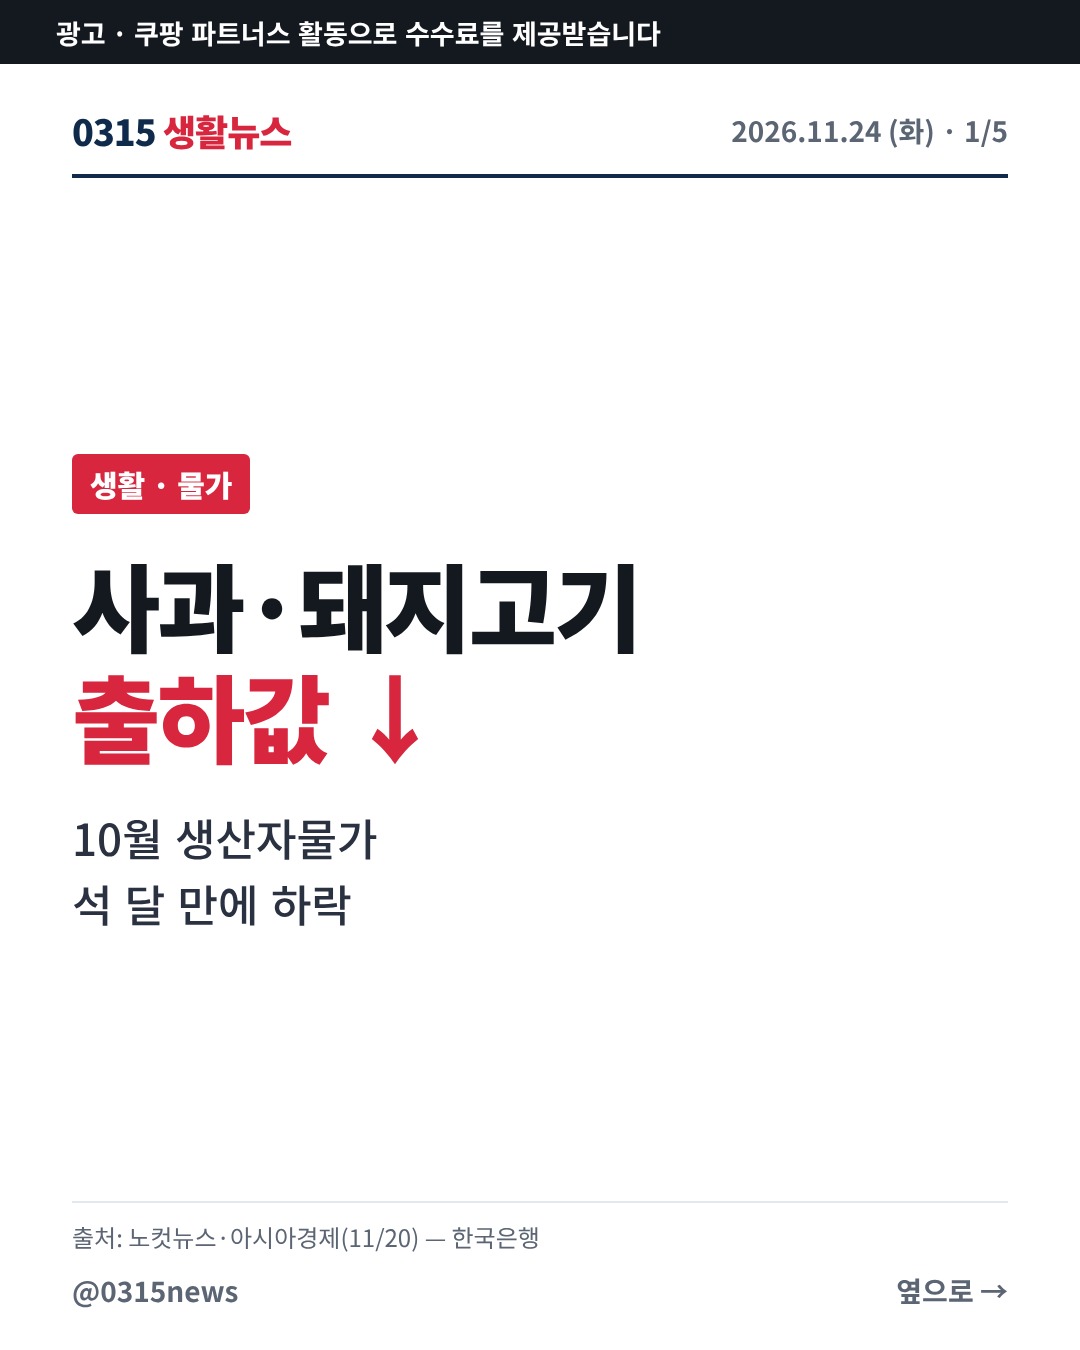 광고 · 쿠팡 파트너스 활동으로 수수료를 제공받습니다
0315 생활뉴스
2026.11.24 (화) · 1/5
생활 · 물가
사과·돼지고기
출하값 ↓
10월 생산자물가
석 달 만에 하락
출처: 노컷뉴스·아시아경제(11/20) — 한국은행
@0315news
옆으로 →